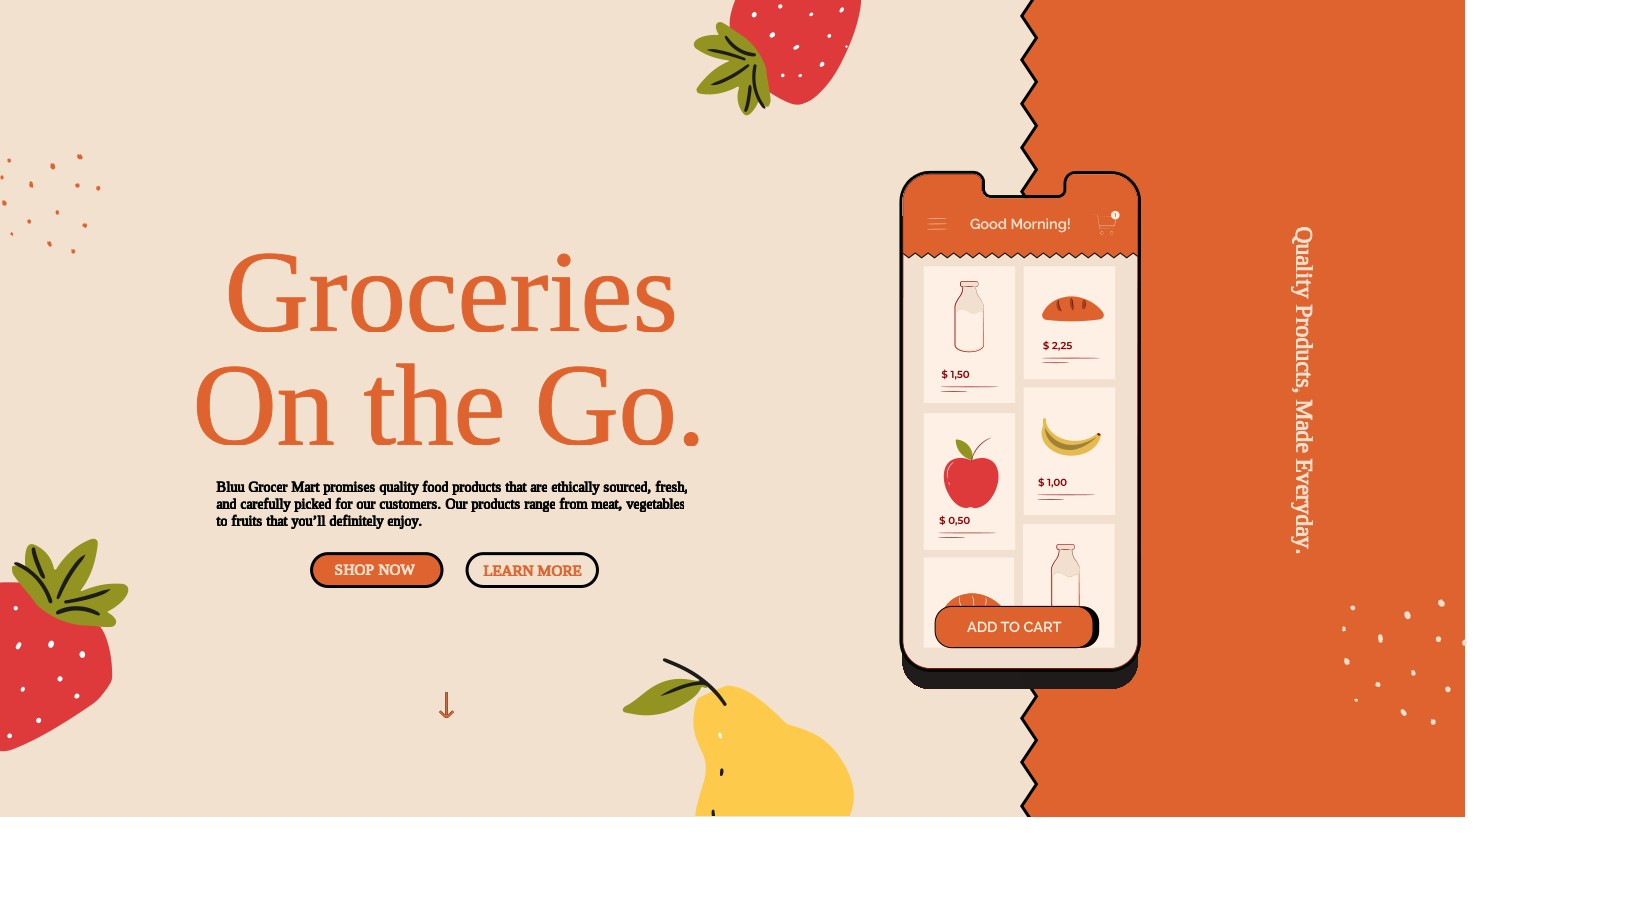 Groceries
On the Go.
Bluu Grocer Mart promises quality food products that are ethically sourced, fresh,
and carefully picked for our customers. Our products range from meat, vegetables
to fruits that you’ll definitely enjoy.
SHOP NOW
LEARN MORE
Good Morning!
1
$ 1,50
$ 2,25
$ 0,50
$ 1,00
ADD TO CART
Quality Products, Made Everyday.